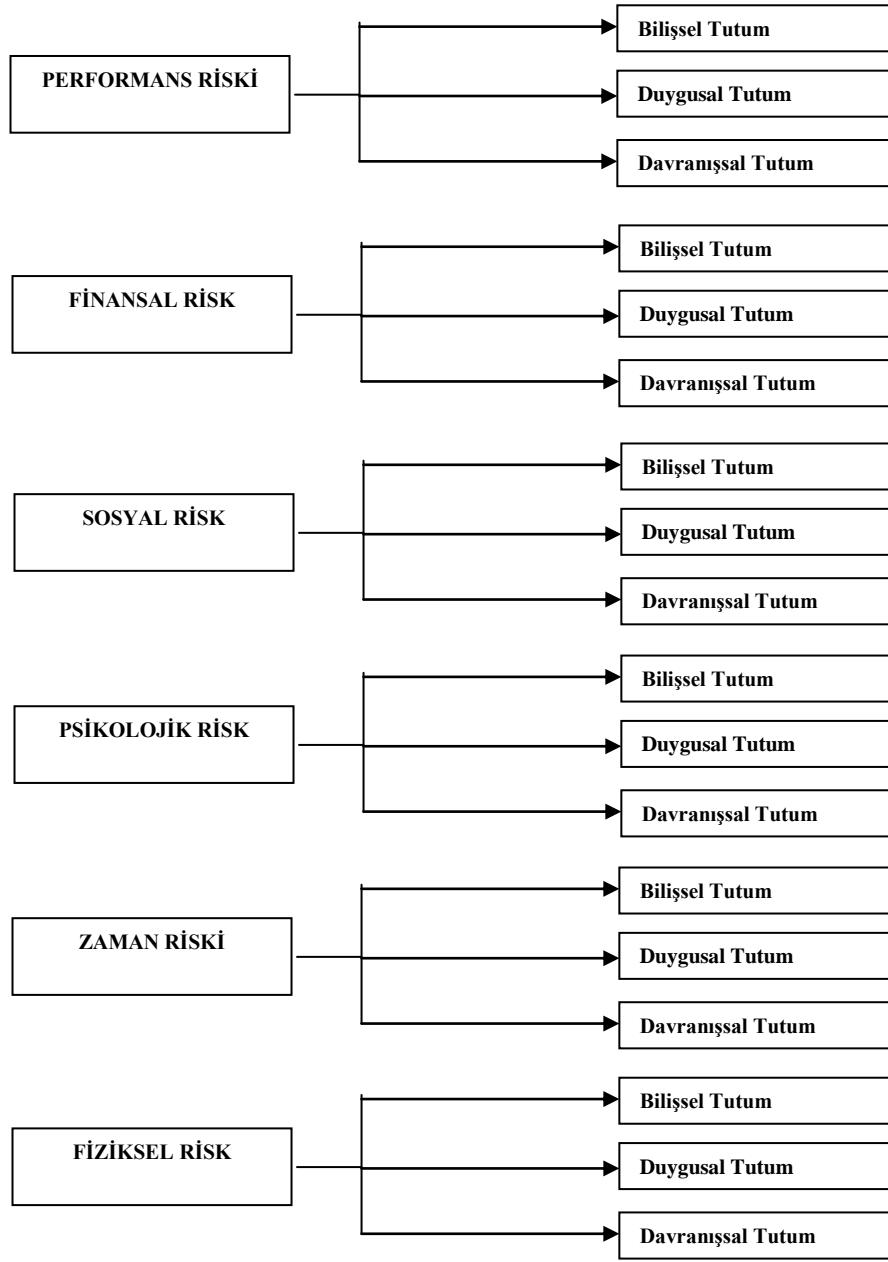 PERFORMANS RİSKİ
Bilişsel Tutum
Duygusal Tutum
Davranışsal Tutum
FİNANSAL RİSK
Bilişsel Tutum
Duygusal Tutum
Davranışsal Tutum
SOSYAL RİSK
Bilişsel Tutum
Duygusal Tutum
Davranışsal Tutum
PSİKOLOJİK RİSK
Bilişsel Tutum
Duygusal Tutum
Davranışsal Tutum
ZAMAN RİSKİ
Bilişsel Tutum
Duygusal Tutum
Davranışsal Tutum
FİZİKSEL RİSK
Bilişsel Tutum
Duygusal Tutum
Davranışsal Tutum